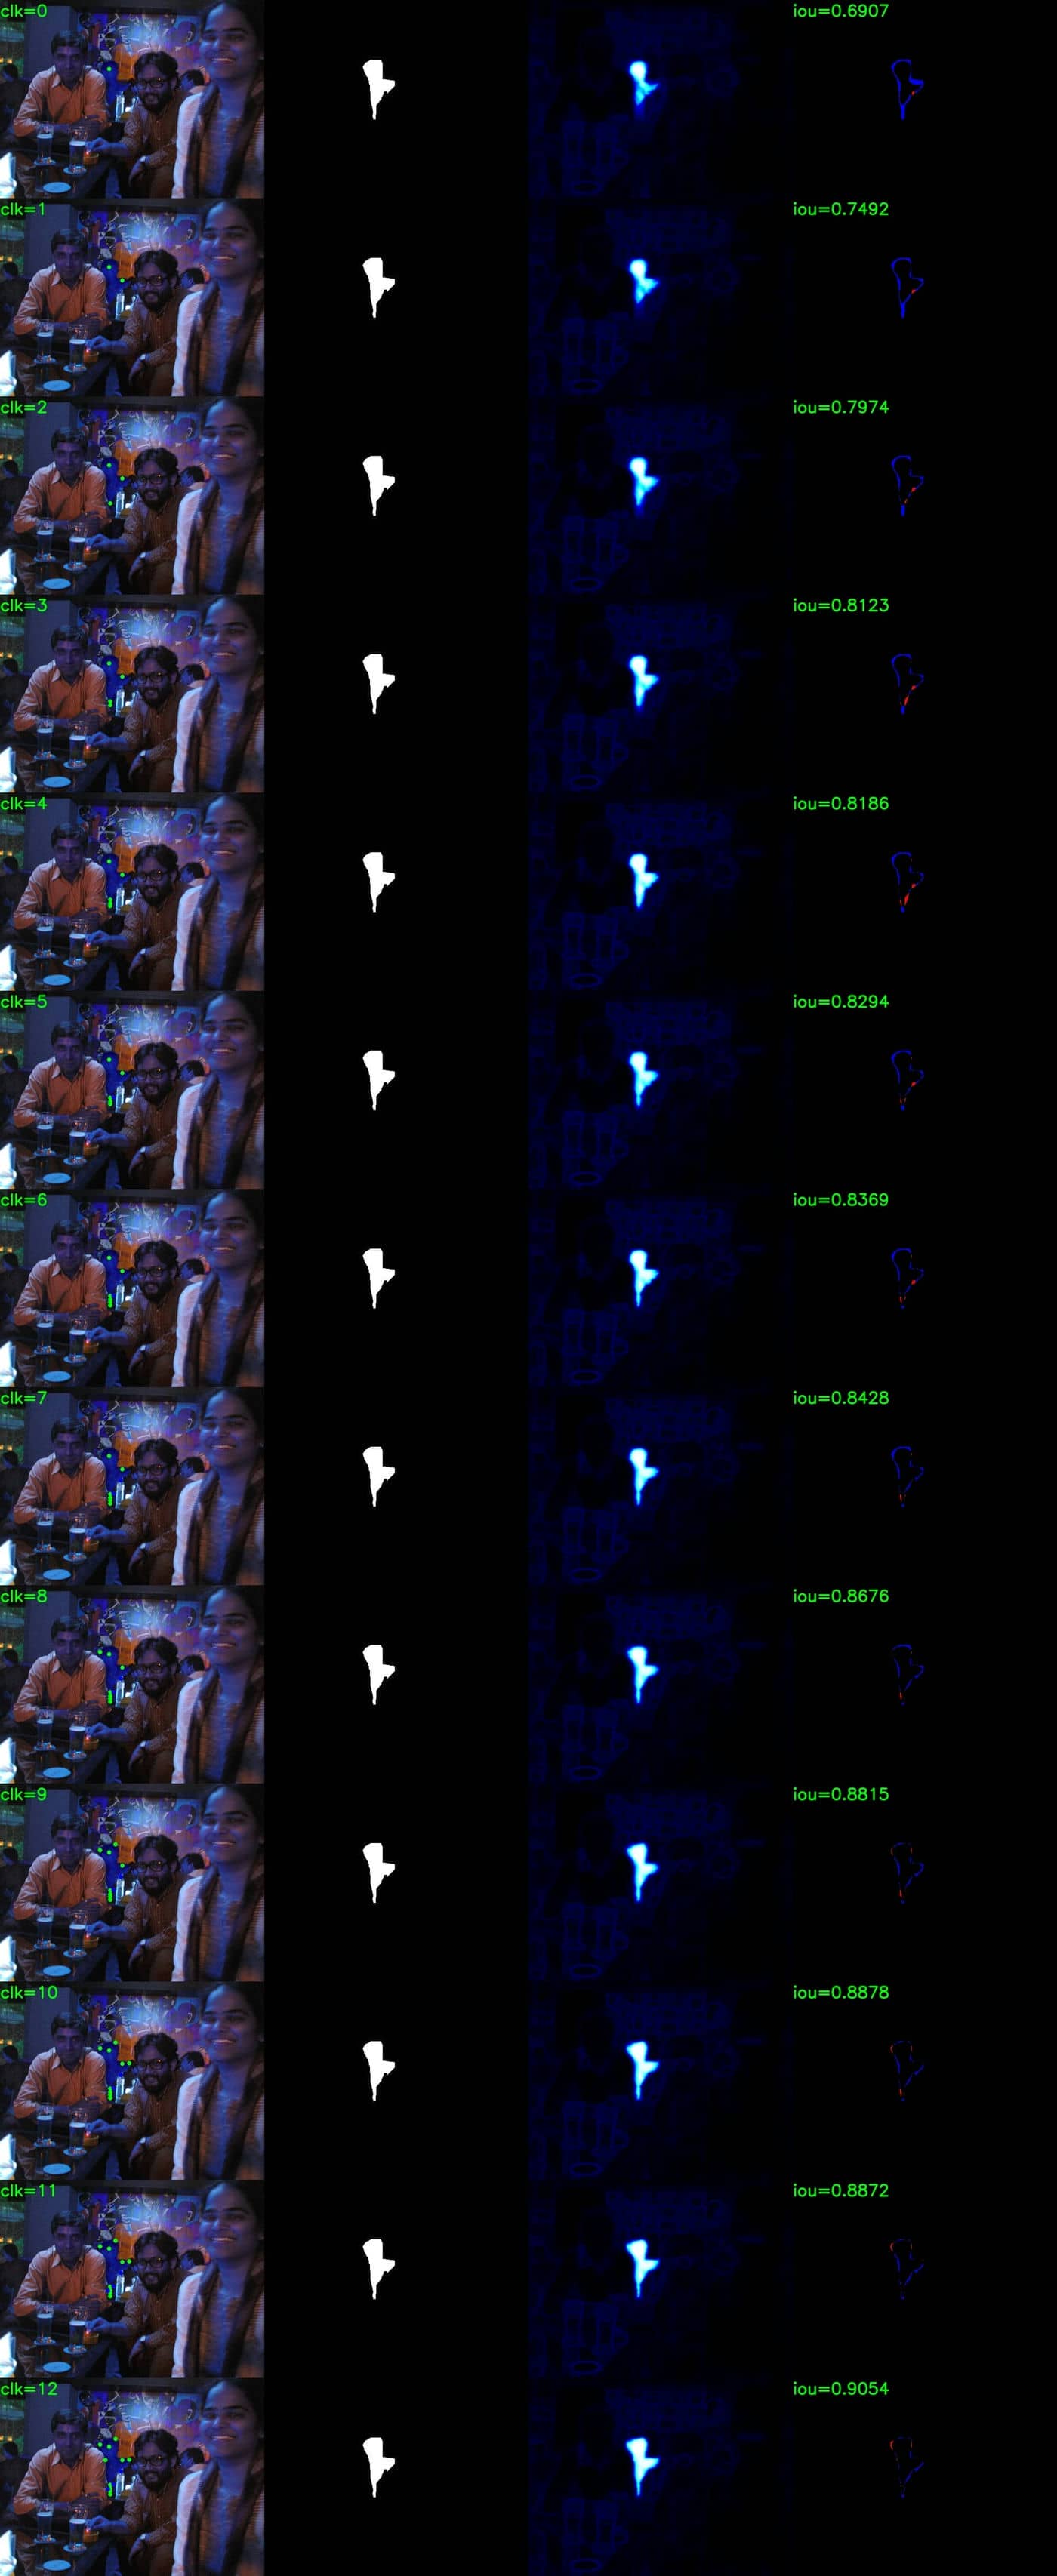 clk=0 iou=0.6907
clk=1 iou=0.7492
clk=2 iou=0.7974
clk=3 iou=0.8123
clk=4 iou=0.8186
clk=5 iou=0.8294
clk=6 iou=0.8369
clk=7 iou=0.8428
clk=8 iou=0.8676
clk=9 iou=0.8815
clk=10 iou=0.8878
clk=11 iou=0.8872
clk=12 iou=0.9054